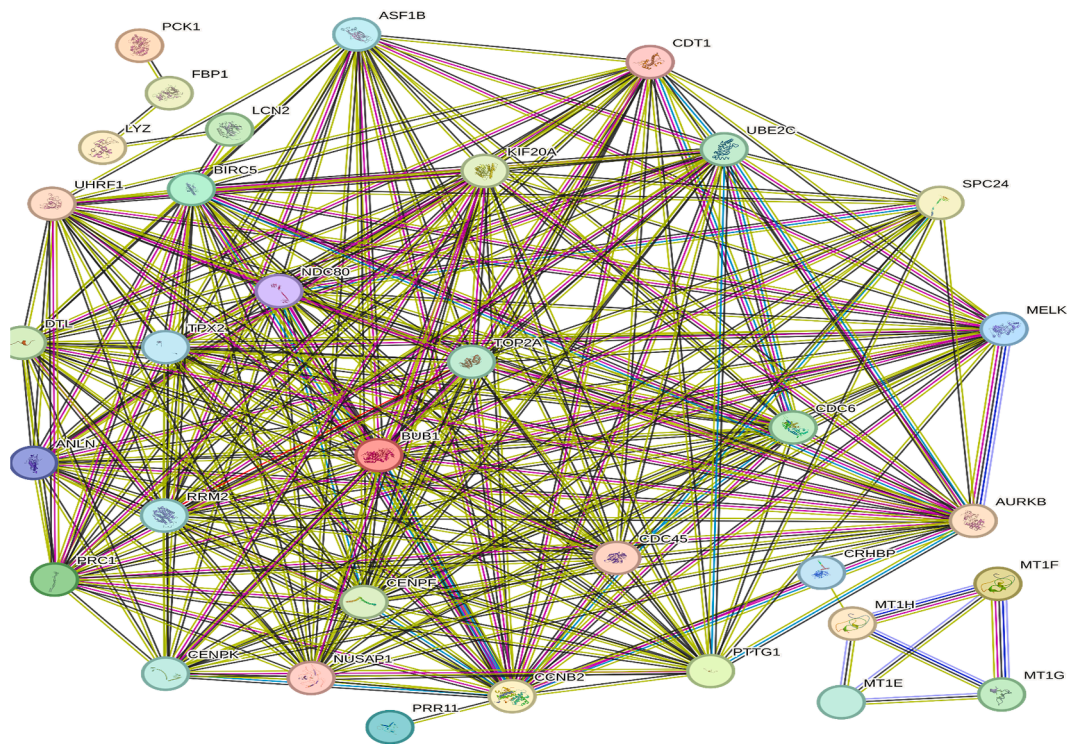 ASF1B
PCK1
CDT1
FBP1
LCN2
LYZ
UBE2C
KIF20A
BIRC5
UHRF1
SPC24
NDC80
MELK
DTL
TPX2
TOP2A
CDC6
BUB1
ANLN
RRM2
AURKB
CDC45
CRHBP
PRC1
MT1F
CENPF
MT1H
CENPK
NUSAP1
PTTG1
CCNB2
MT1E
MT1G
PRR11